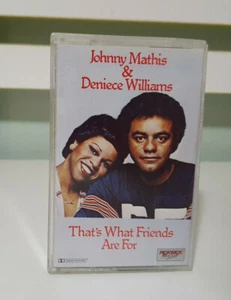 Johnny Mathis
&
Deniece Williams
That's What Friends
Are For